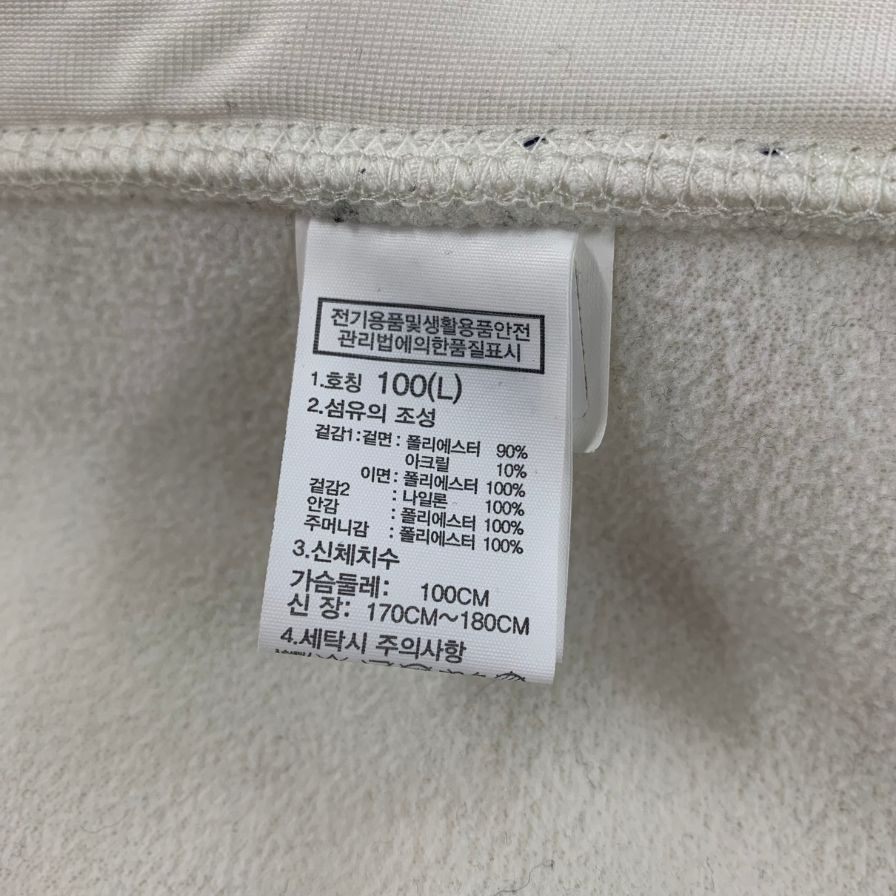 전기용품및생활용품안전
관리법에의한품질표시
1.호칭 100(L)
2.섬유의 조성
겉감1:겉면: 폴리에스터 90%
아크릴 10%
이면: 폴리에스터 100%
겉감2 : 나일론 100%
안감 : 폴리에스터 100%
주머니감 : 폴리에스터 100%
3.신체치수
가슴둘레: 100CM
신 장: 170CM~180CM
4.세탁시 주의사항